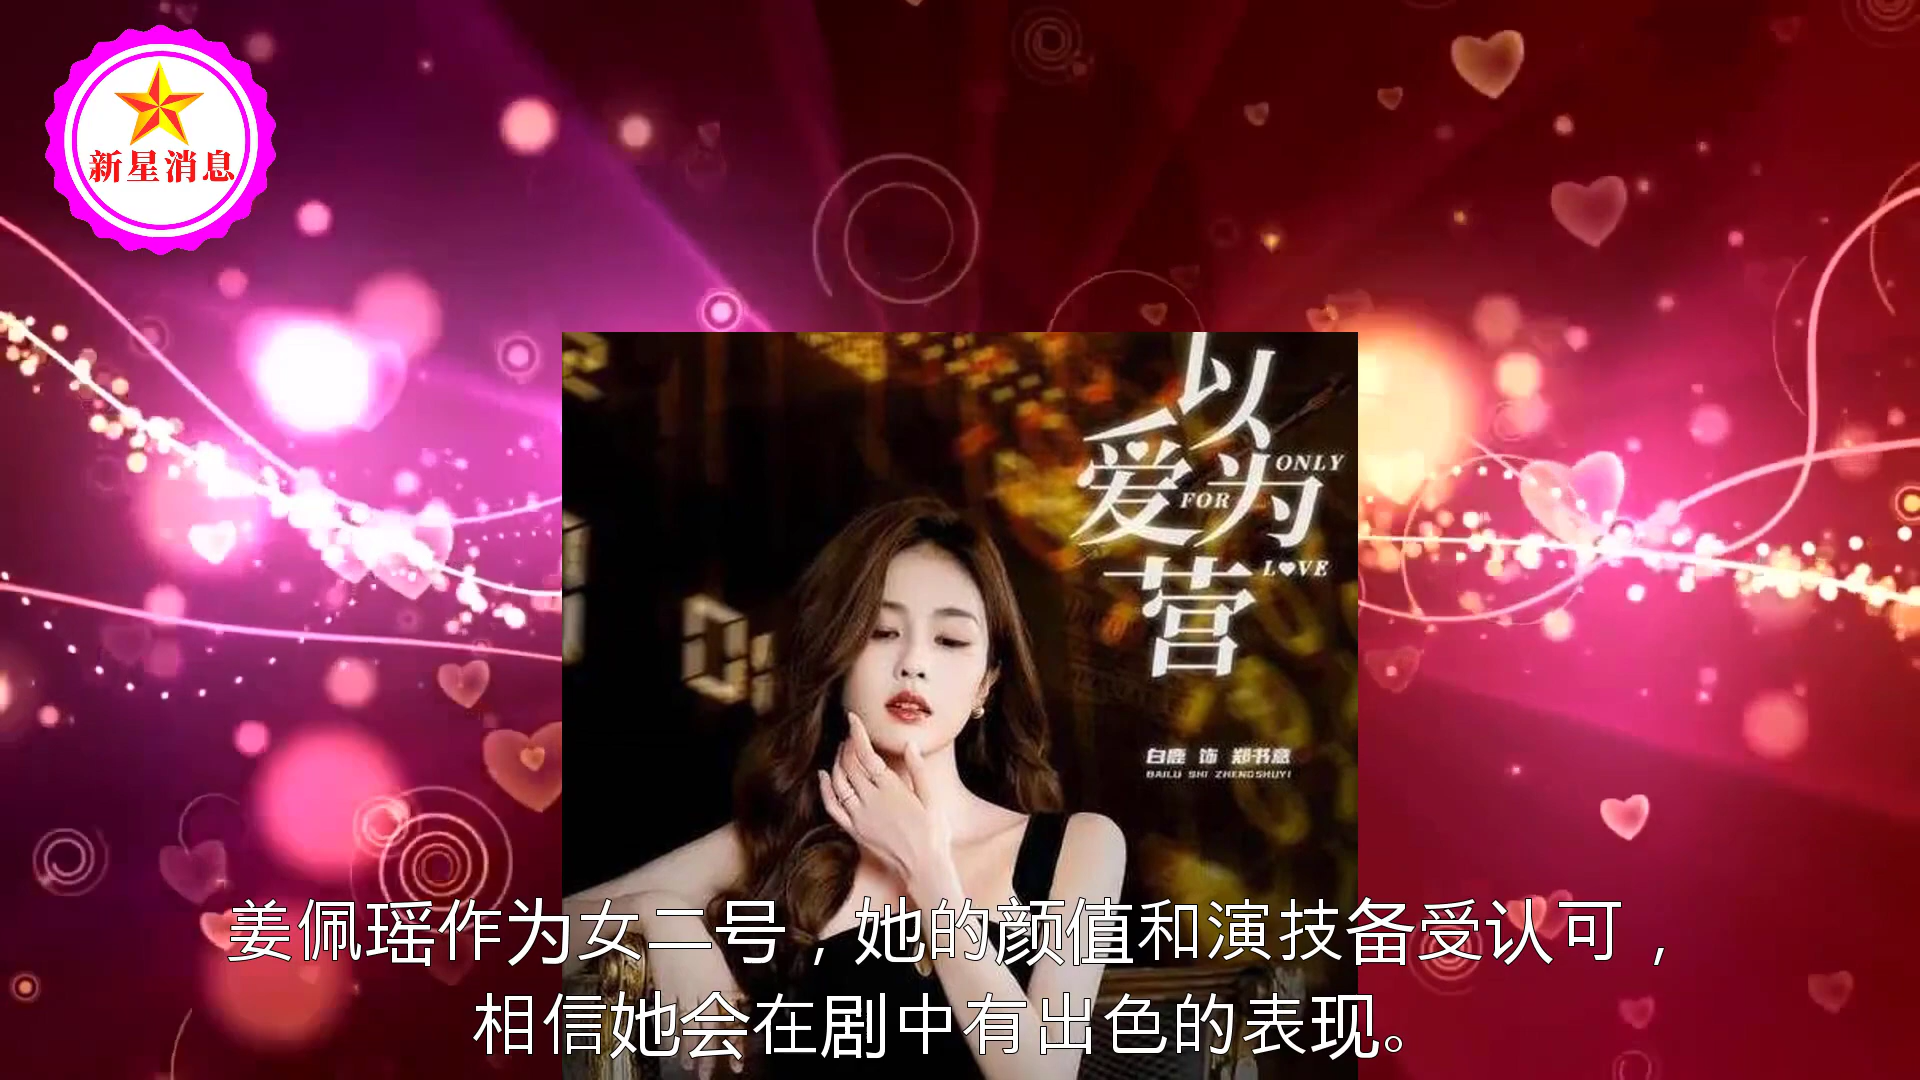 新星消息
以
爱为
营
ONLY
FOR
LOVE
白鹿 饰 郑书意
BAILU SHI ZHENGSHUYI
姜佩瑶作为女二号，她的颜值和演技备受认可，
相信她会在剧中有出色的表现。